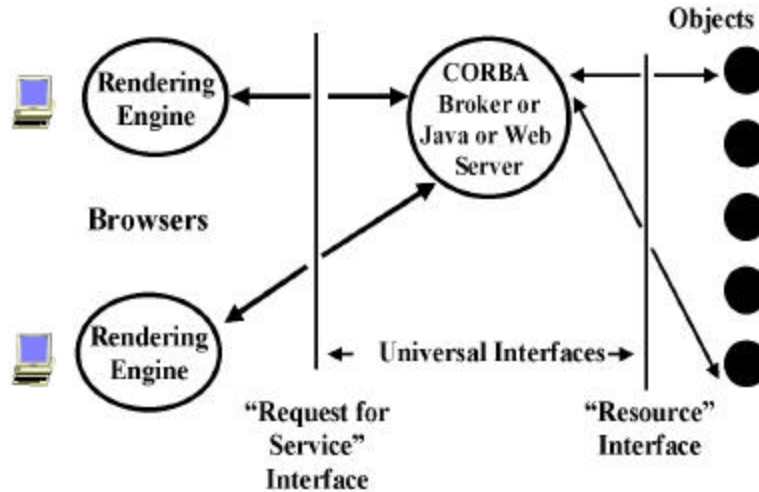 Objects
Rendering
Engine
CORBA
Broker or
Java or Web
Server
Browsers
Rendering
Engine
Universal Interfaces
“Request for
Service”
Interface
“Resource”
Interface